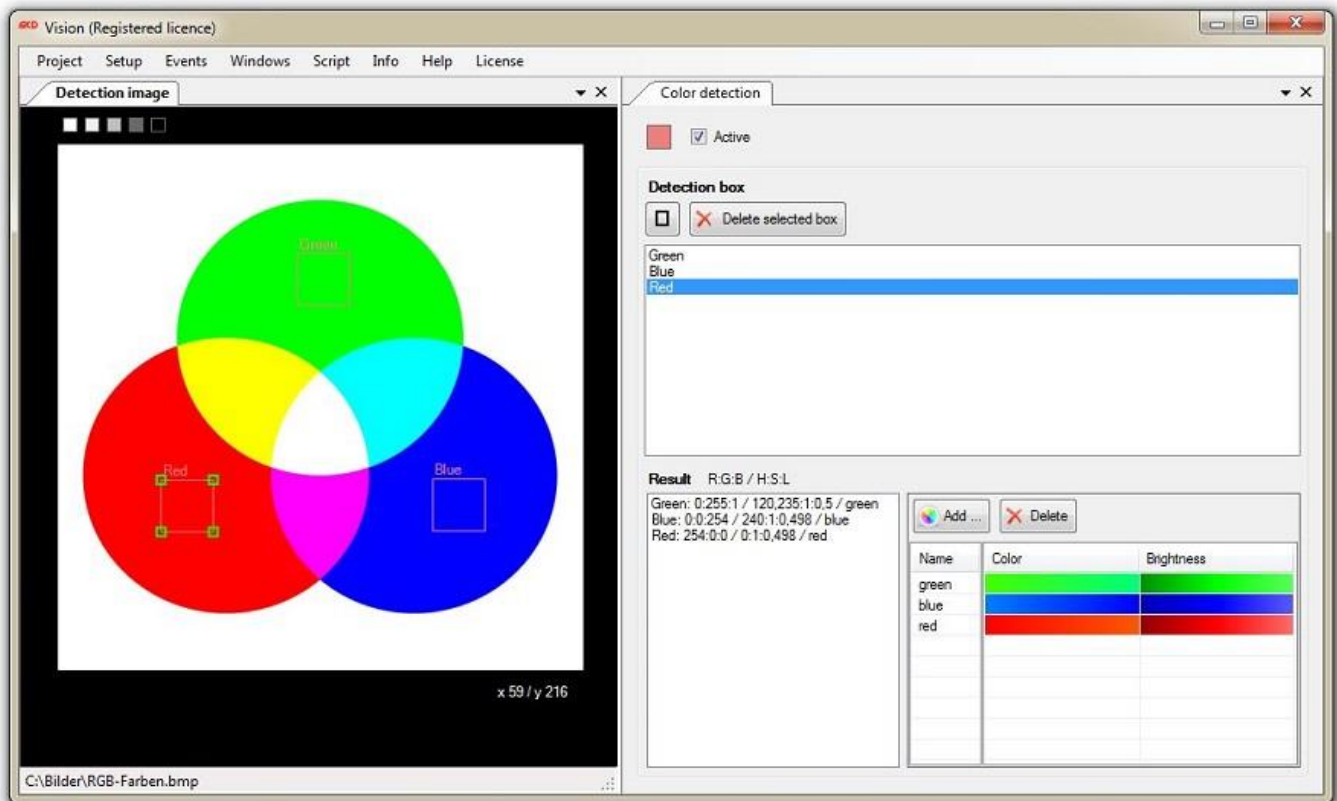 GKD Vision (Registered licence)
Project Setup Events Windows Script Info Help License
Detection image
Color detection
Active
Detection box
Delete selected box
Green
Blue
Red
Green
Red
Blue
x 59 / y 216
Result R:G:B / H:S:L
Green: 0:255:1 / 120,235:1:0,5 / green
Blue: 0:0:254 / 240:1:0,498 / blue
Red: 254:0:0 / 0:1:0,498 / red
Add ... Delete
Name Color Brightness
green
blue
red
C:\Bilder\RGB-Farben.bmp